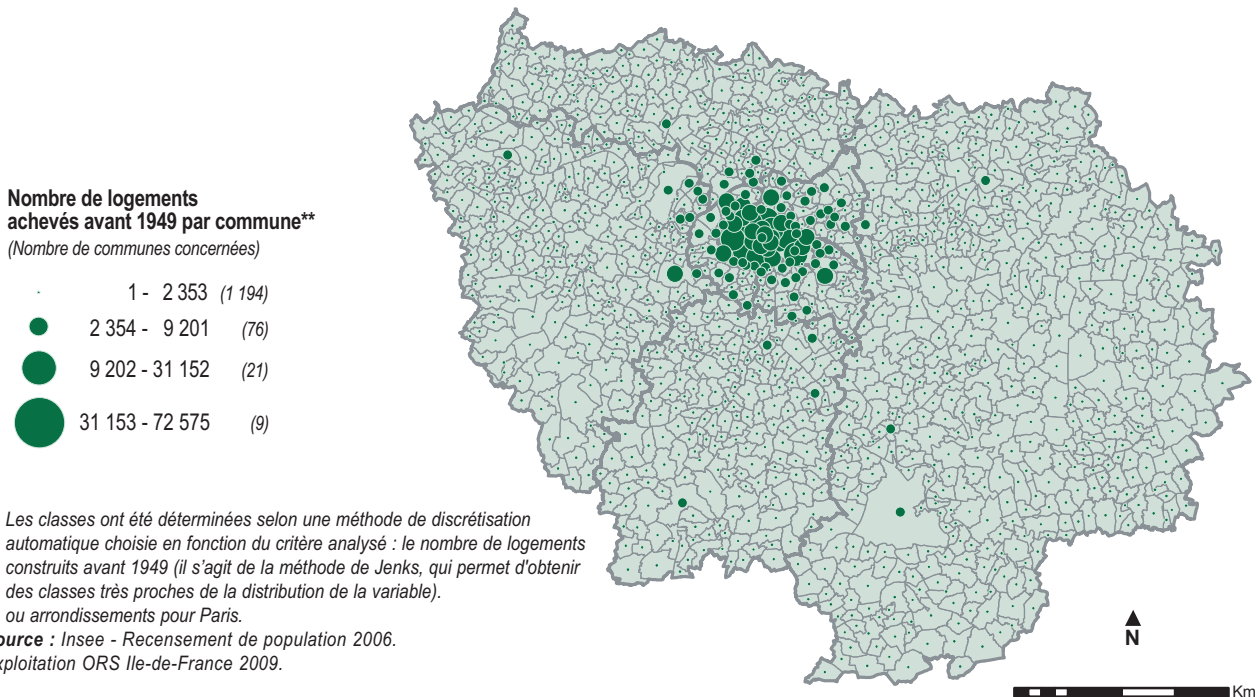 Nombre de logements
achevés avant 1949 par commune**
(Nombre de communes concernées)
1 - 2 353 (1 194)
2 354 - 9 201 (76)
9 202 - 31 152 (21)
31 153 - 72 575 (9)
Les classes ont été déterminées selon une méthode de discrétisation
automatique choisie en fonction du critère analysé : le nombre de logements
construits avant 1949 (il s'agit de la méthode de Jenks, qui permet d'obtenir
des classes très proches de la distribution de la variable).
ou arrondissements pour Paris.
ource : Insee - Recensement de population 2006.
xploitation ORS Ile-de-France 2009.
N
Km